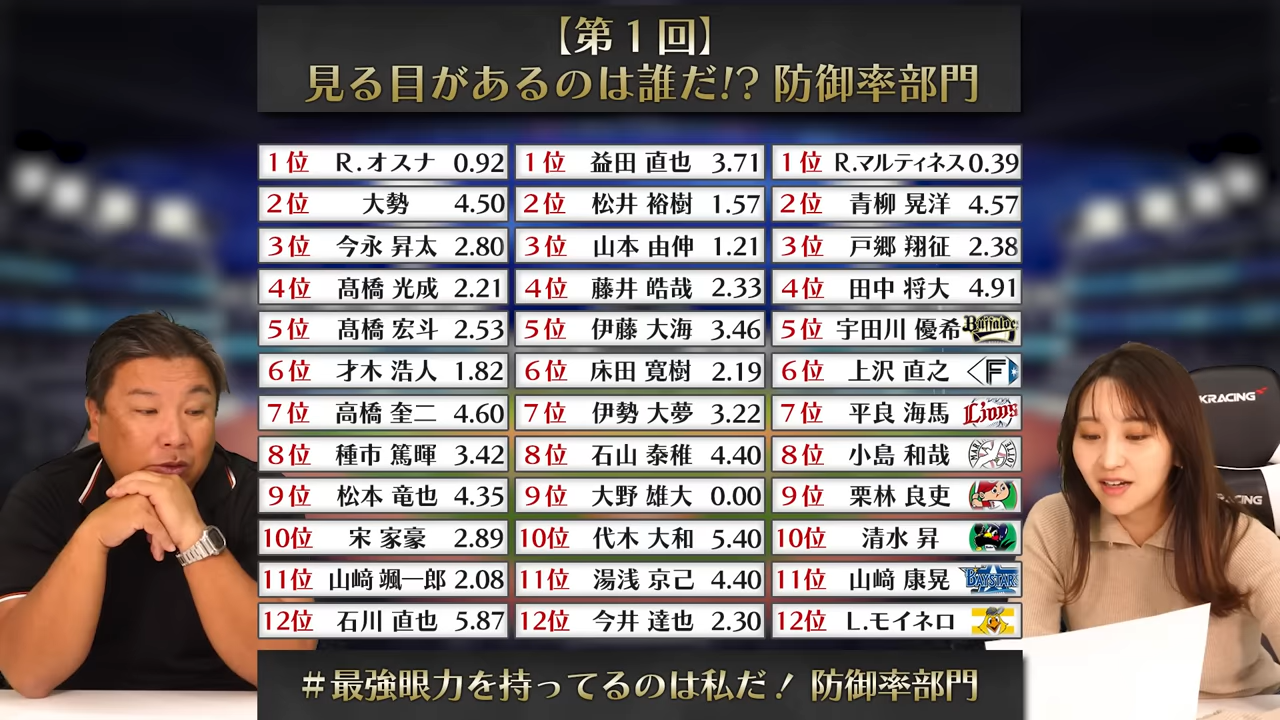 【第1回】
見る目があるのは誰だ!? 防御率部門
1位 R.オスナ 0.92
2位 大勢 4.50
3位 今永 昇太 2.80
4位 髙橋 光成 2.21
5位 髙橋 宏斗 2.53
6位 才木 浩人 1.82
7位 高橋 奎二 4.60
8位 種市 篤暉 3.42
9位 松本 竜也 4.35
10位 宋 家豪 2.89
11位 山﨑 颯一郎 2.08
12位 石川 直也 5.87
1位 益田 直也 3.71
2位 松井 裕樹 1.57
3位 山本 由伸 1.21
4位 藤井 皓哉 2.33
5位 伊藤 大海 3.46
6位 床田 寛樹 2.19
7位 伊勢 大夢 3.22
8位 石山 泰稚 4.40
9位 大野 雄大 0.00
10位 代木 大和 5.40
11位 湯浅 京己 4.40
12位 今井 達也 2.30
1位 R.マルティネス 0.39
2位 青柳 晃洋 4.57
3位 戸郷 翔征 2.38
4位 田中 将大 4.91
5位 宇田川 優希 Buffaloes
6位 上沢 直之 F
7位 平良 海馬 Lions
8位 小島 和哉
9位 栗林 良吏
10位 清水 昇
11位 山﨑 康晃 BAYSTARS
12位 L.モイネロ
#最強眼力を持ってるのは私だ! 防御率部門
KRACING
RACING